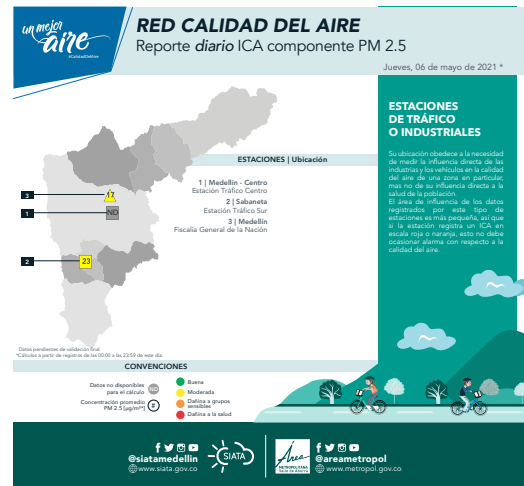 un mejor
aire
#CalidadDelAire
RED CALIDAD DEL AIRE
Reporte diario ICA componente PM 2.5
Jueves, 06 de mayo de 2021 *
ESTACIONES | Ubicación
1 | Medellín - Centro
Estación Tráfico Centro
2 | Sabaneta
Estación Tráfico Sur
3 | Medellín
Fiscalia General de la Nación
3
17
1
ND
2
23
ESTACIONES
DE TRÁFICO
O INDUSTRIALES
Su ubicación obedece a la necesidad
de medir la influencia directa de las
industrias y los vehículos en la calidad
del aire de una zona en particular,
mas no de su influencia directa a la
salud de la población.
El área de influencia de los datos
registrados por este tipo de
estaciones es más pequeña, así que
si la estación registra un ICA en
escala roja o naranja, esto no debe
ocasionar alarma con respecto a la
calidad del aire.
Datos pendientes de validación final.
*Cálculos a partir de registros de las 00:00 a las 23:59 de este día.
CONVENCIONES
Datos no disponibles
para el cálculo
ND
Concentración promedio
PM 2.5 [µg/m³*]
#
Buena
Moderada
Dañina a grupos
sensibles
Dañina a la salud
@siatamedellin
www.siata.gov.co
SIATA
Área
METROPOLITANA
Valle de Aburrá
@areametropol
www.metropol.gov.co